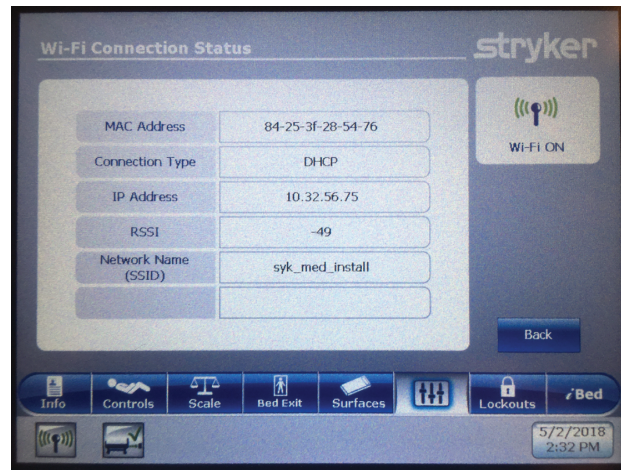 Wi-Fi Connection Status
stryker
MAC Address 84-25-3f-28-54-76
Connection Type DHCP
IP Address 10.32.56.75
RSSI -49
Network Name (SSID) syk_med_install
Wi-Fi ON
Back
Info Controls Scale Bed Exit Surfaces Lockouts iBed
5/2/2018
2:32 PM